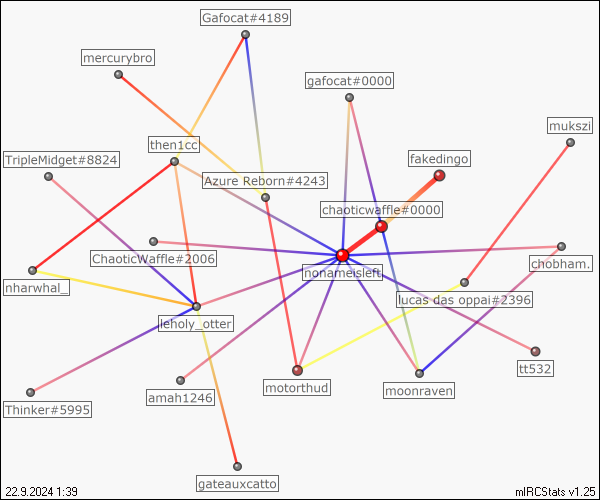 Gafocat#4189
mercurybro
gafocat#0000
mukszi
then1cc
TripleMidget#8824
fakedingo
Azure Reborn#4243
chaoticwaffle#0000
ChaoticWaffle#2006
chobham.
nonameisleft
nharwhal_
lucas das oppai#2396
leholy_otter
tt532
motorthud
moonraven
amah1246
Thinker#5995
gateauxcatto
22.9.2024 1:39
mIRCStats v1.25